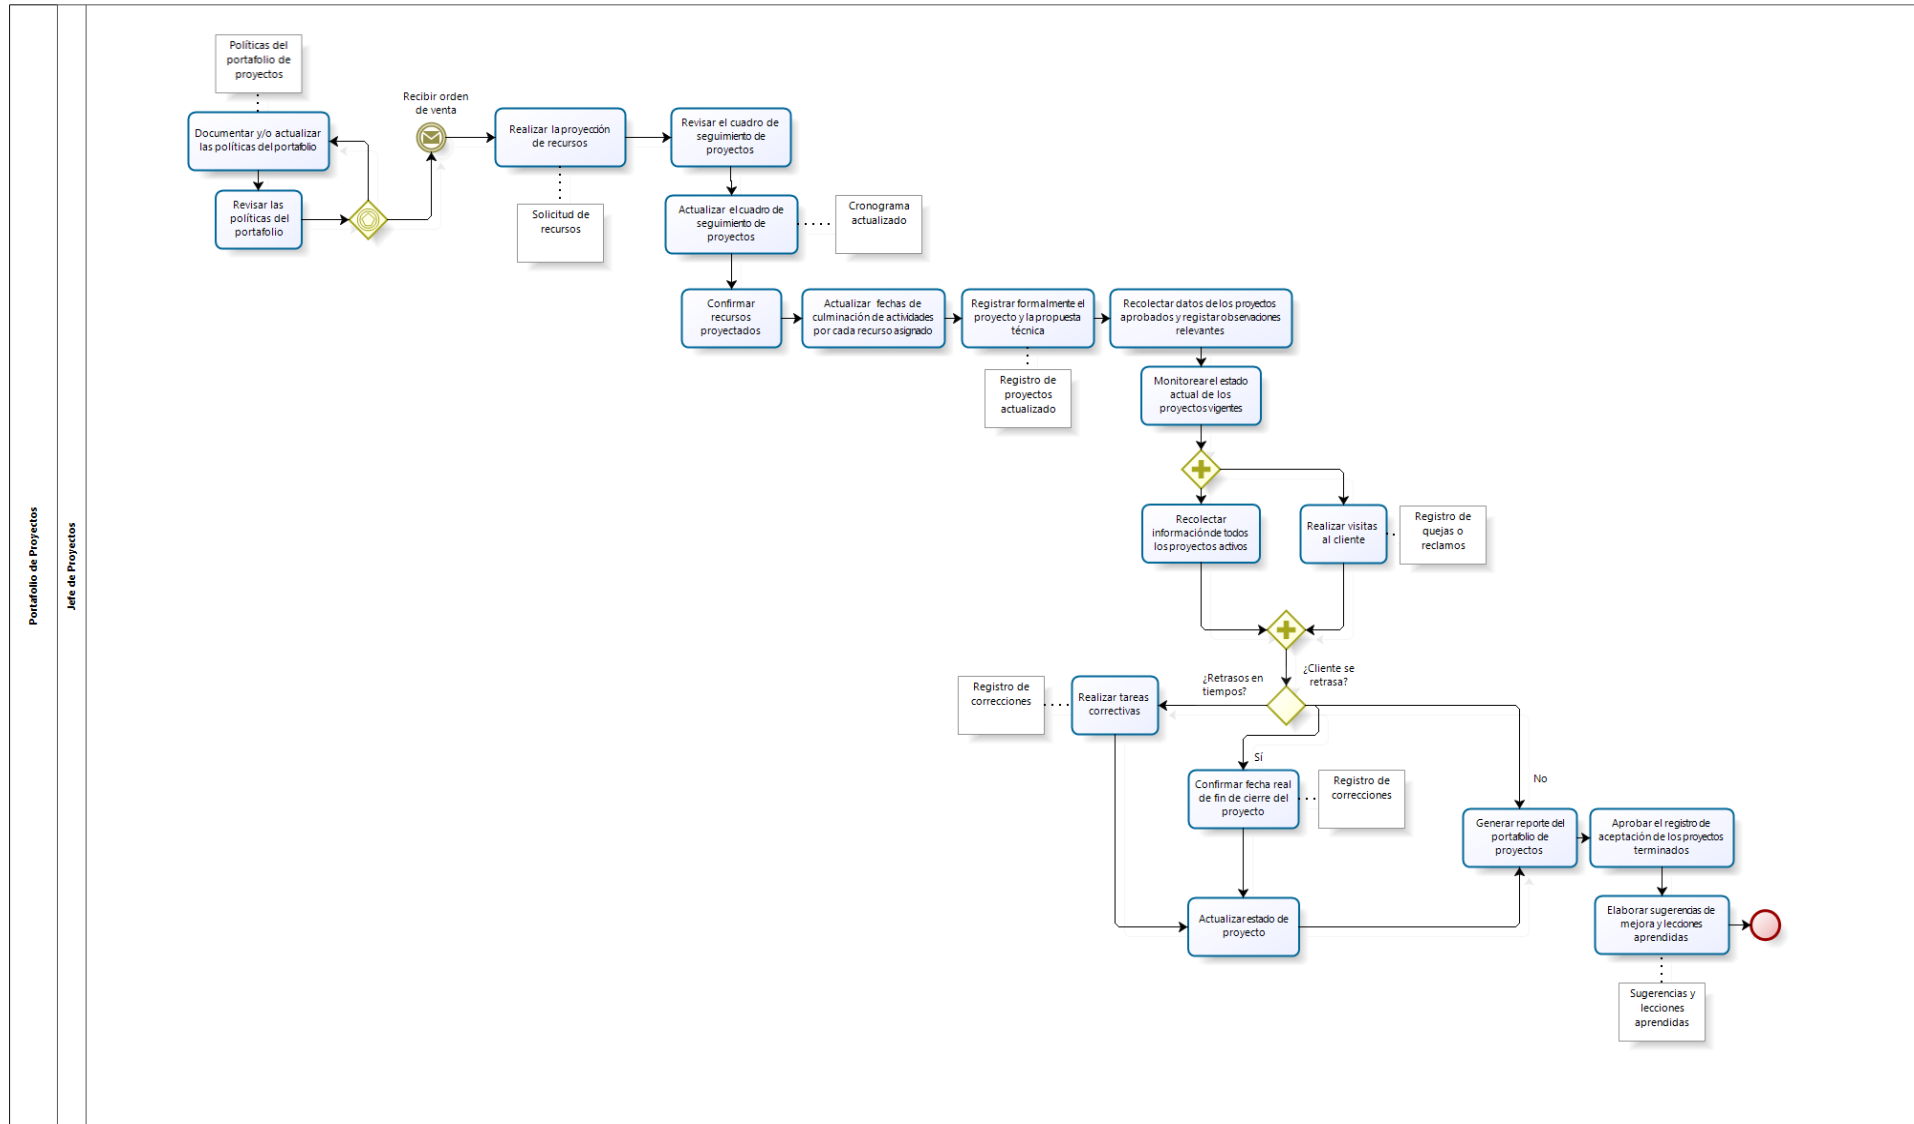 Portafolio de Proyectos
Jefe de Proyectos
Políticas del
portafolio de
proyectos
Documentar y/o actualizar
las políticas del portafolio
Revisar las
políticas del
portafolio
Recibir orden
de venta
Realizar la proyección
de recursos
Solicitud de
recursos
Revisar el cuadro de
seguimiento de
proyectos
Actualizar el cuadro de
seguimiento de
proyectos
Cronograma
actualizado
Confirmar
recursos
proyectados
Actualizar fechas de
culminación de actividades
por cada recurso asignado
Registrar formalmente el
proyecto y la propuesta
técnica
Registro de
proyectos
actualizado
Recolectar datos de los proyectos
aprobados y registrar observaciones
relevantes
Monitorear el estado
actual de los
proyectos vigentes
Recolectar
información de todos
los proyectos activos
Realizar visitas
al cliente
Registro de
quejas o
reclamos
¿Cliente se
retrasa?
¿Retrasos en
tiempos?
Realizar tareas
correctivas
Registro de
correcciones
Sí
No
Confirmar fecha real
de fin de cierre del
proyecto
Registro de
correcciones
Actualizar estado de
proyecto
Generar reporte del
portafolio de
proyectos
Aprobar el registro de
aceptación de los proyectos
terminados
Elaborar sugerencias de
mejora y lecciones
aprendidas
Sugerencias y
lecciones
aprendidas